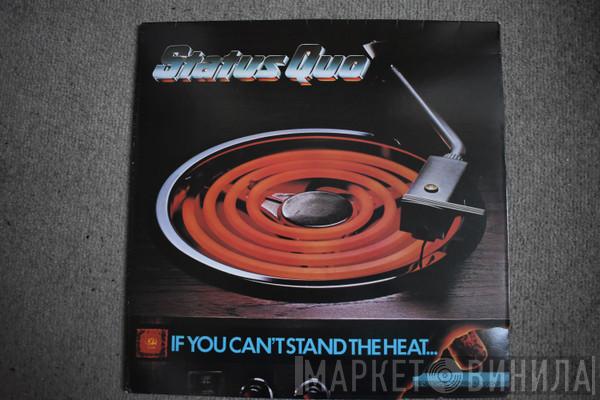 Status Quo
IF YOU CAN'T STAND THE HEAT...
МАРКЕТ ВИНИЛА